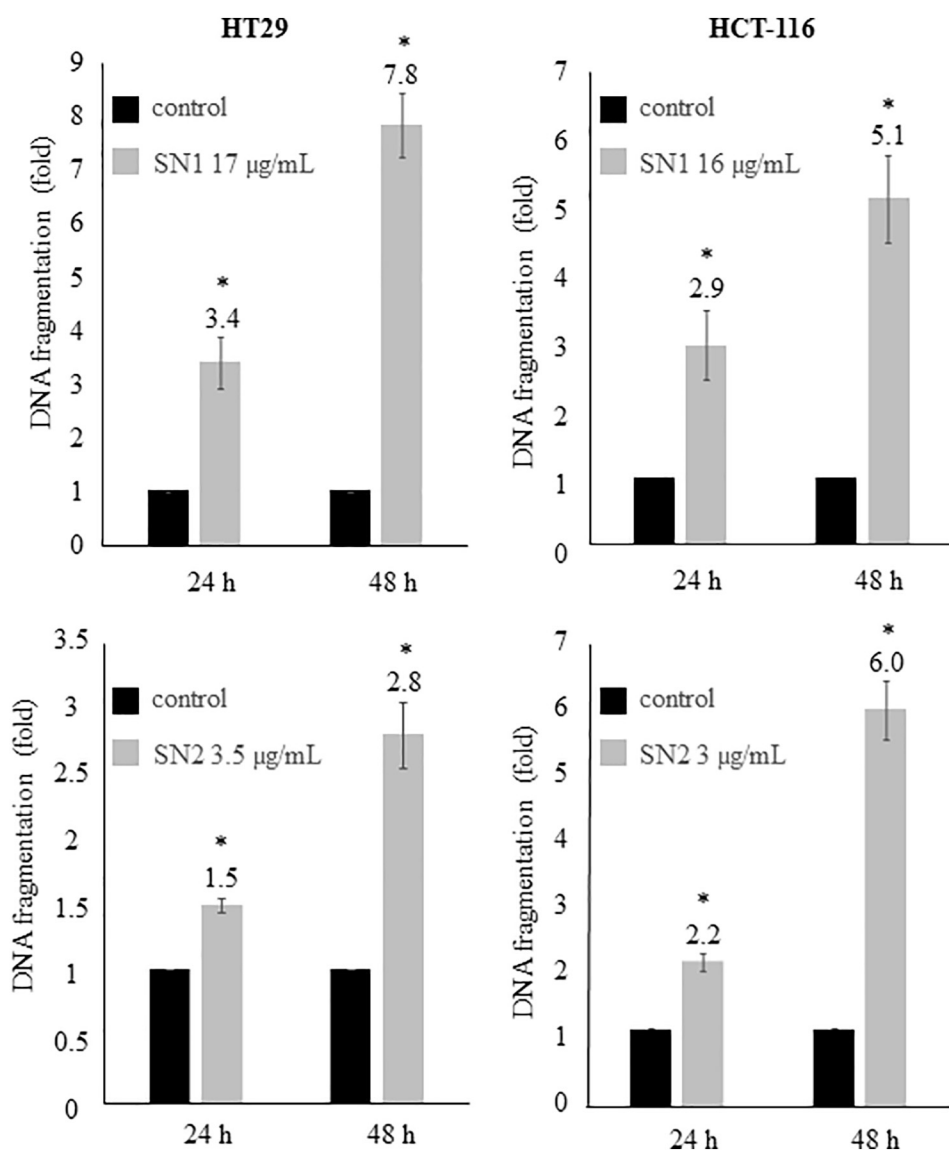 HT29
DNA fragmentation (fold)
9
8
7
6
5
4
3
2
1
0
control
SN1 17 μg/mL
*
3.4
*
7.8
24 h
48 h
HCT-116
DNA fragmentation (fold)
7
6
5
4
3
2
1
0
control
SN1 16 μg/mL
*
2.9
*
5.1
24 h
48 h
DNA fragmentation (fold)
3.5
3
2.5
2
1.5
1
0.5
0
control
SN2 3.5 μg/mL
*
1.5
*
2.8
24 h
48 h
DNA fragmentation (fold)
7
6
5
4
3
2
1
0
control
SN2 3 μg/mL
*
2.2
*
6.0
24 h
48 h